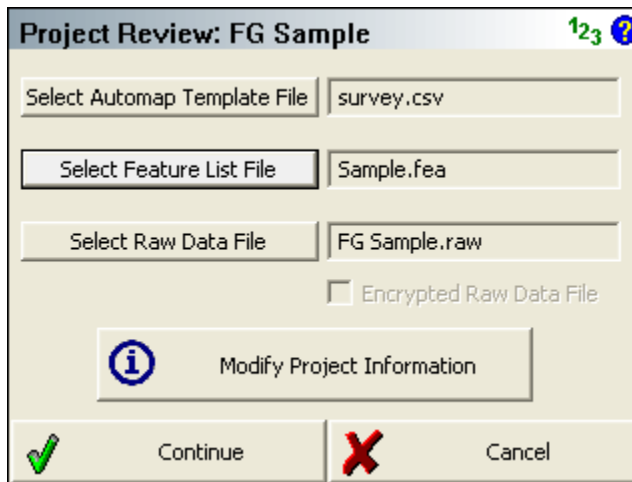 Project Review: FG Sample 123 ?
Select Automap Template File survey.csv
Select Feature List File Sample.fea
Select Raw Data File FG Sample.raw
Encrypted Raw Data File
i Modify Project Information
Continue Cancel